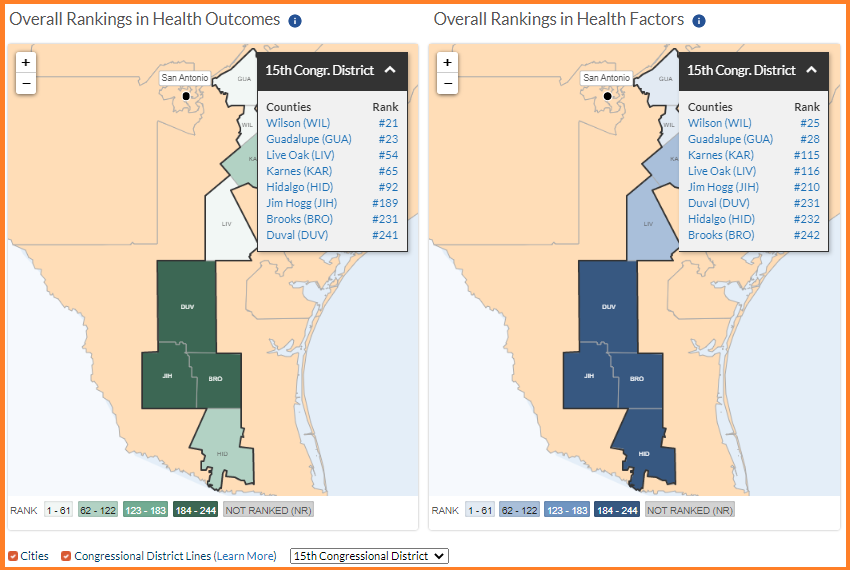 Overall Rankings in Health Outcomes i
+
−
San Antonio
15th Congr. District
Counties Rank
Wilson (WIL) #21
Guadalupe (GUA) #23
Live Oak (LIV) #54
Karnes (KAR) #65
Hidalgo (HID) #92
Jim Hogg (JIH) #189
Brooks (BRO) #231
Duval (DUV) #241
GUA
WIL
KA
LIV
DUV
JIH
BRO
HID
RANK 1 - 61 62 - 122 123 - 183 184 - 244 NOT RANKED (NR)
Overall Rankings in Health Factors i
+
−
San Antonio
15th Congr. District
Counties Rank
Wilson (WIL) #25
Guadalupe (GUA) #28
Karnes (KAR) #115
Live Oak (LIV) #116
Jim Hogg (JIH) #210
Duval (DUV) #231
Hidalgo (HID) #232
Brooks (BRO) #242
GUA
WIL
KA
LIV
DUV
JIH
BRO
HID
RANK 1 - 61 62 - 122 123 - 183 184 - 244 NOT RANKED (NR)
Cities Congressional District Lines (Learn More) 15th Congressional District